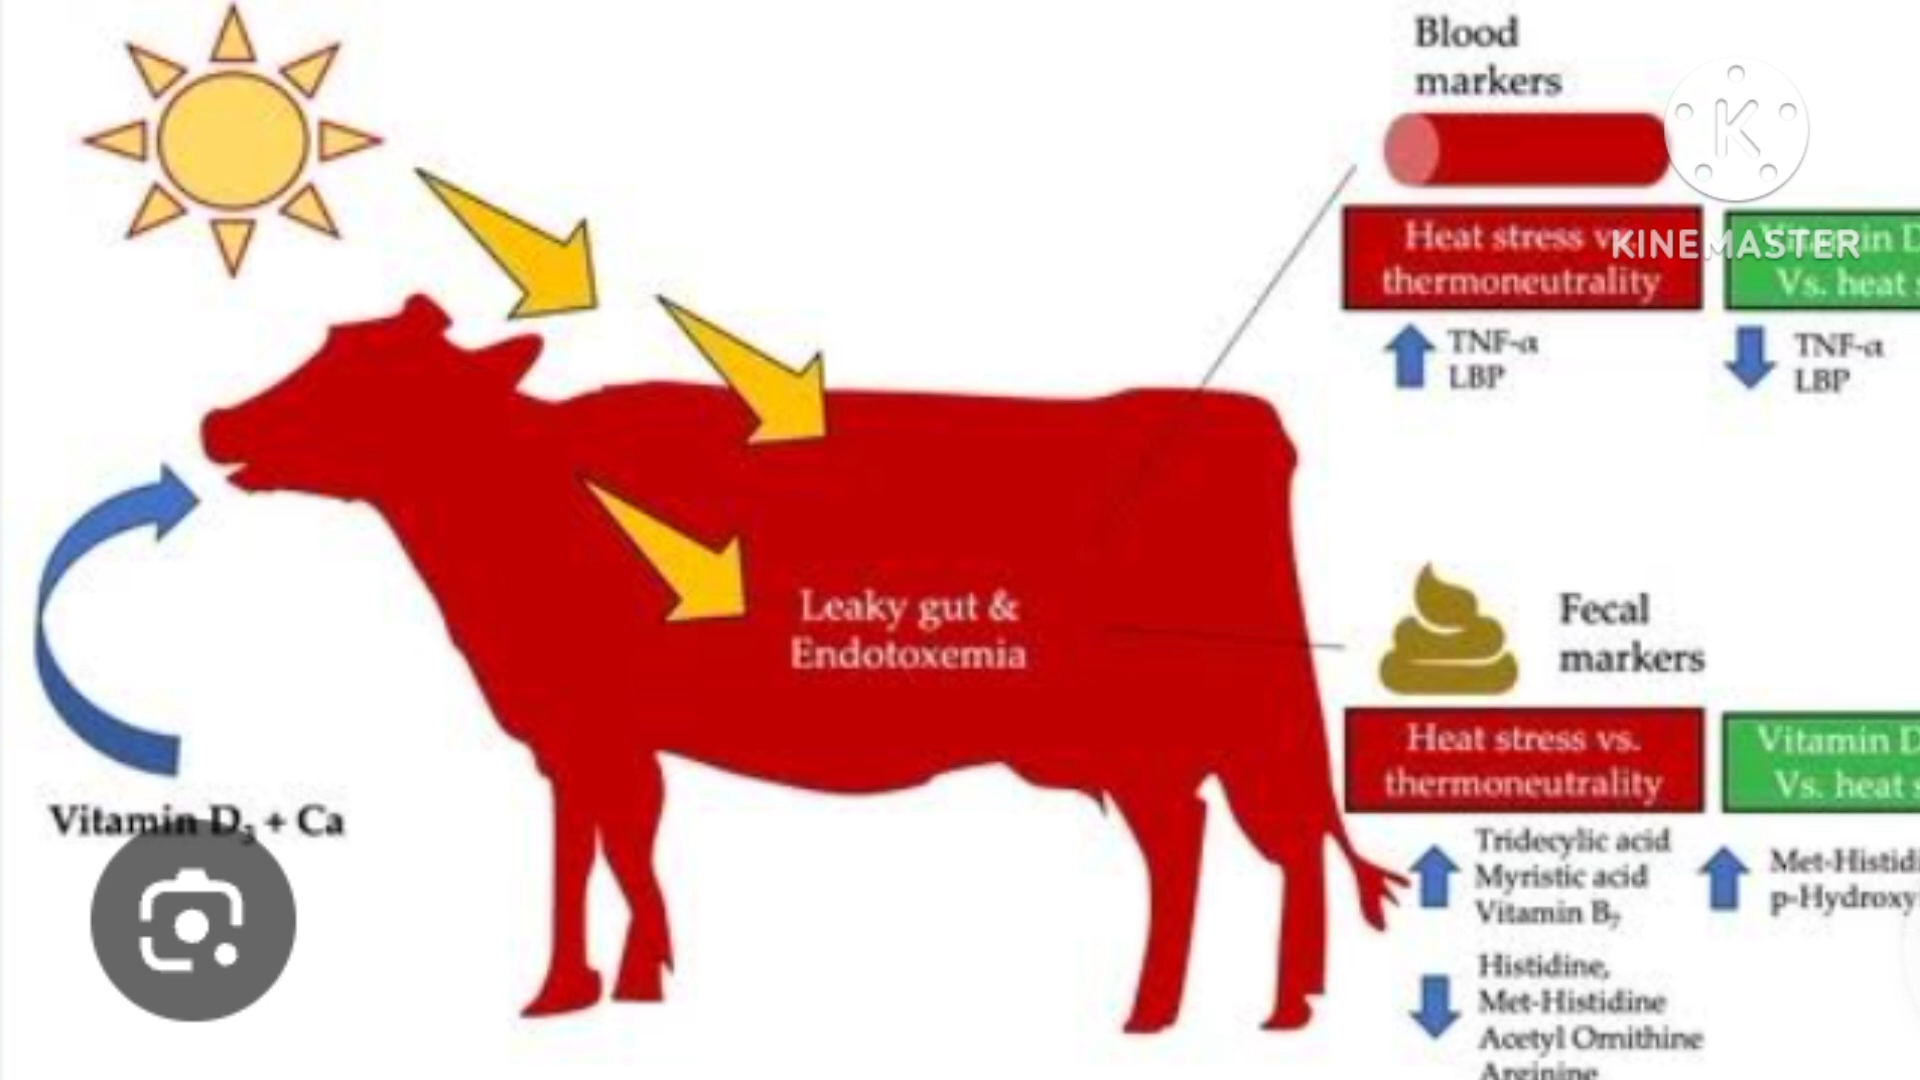 Blood
markers
K
KINEMASTER
Heat stress vs.
thermoneutrality
Vitamin D
Vs. heat s
TNF-α
LBP
TNF-α
LBP
Leaky gut &
Endotoxemia
Vitamin D₃ + Ca
Fecal
markers
Heat stress vs.
thermoneutrality
Vitamin D
Vs. heat s
Tridecylic acid
Myristic acid
Vitamin B₇
Met-Histidi
p-Hydroxy
Histidine,
Met-Histidine
Acetyl Ornithine
Arginine